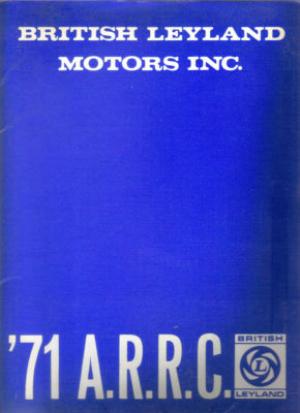 BRITISH LEYLAND
MOTORS INC.
'71 A.R.R.C.
BRITISH
L
LEYLAND